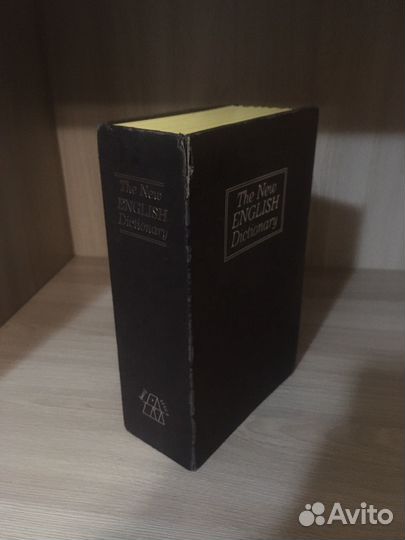 The New
ENGLISH
Dictionary
The New
ENGLISH
Dictionary
Avito